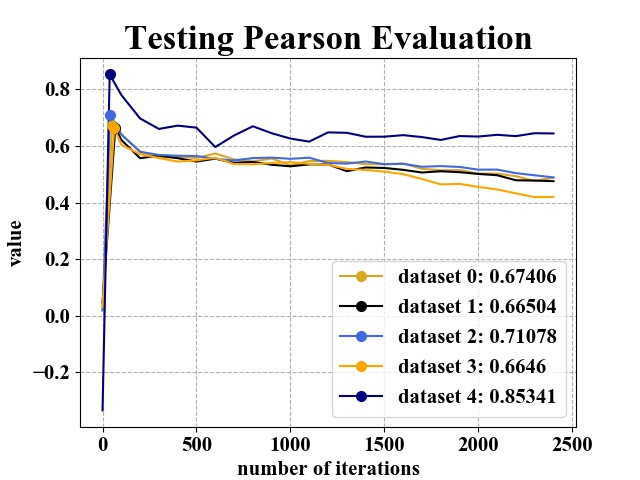 Testing Pearson Evaluation
value
0.8
0.6
0.4
0.2
0.0
−0.2
dataset 0: 0.67406
dataset 1: 0.66504
dataset 2: 0.71078
dataset 3: 0.6646
dataset 4: 0.85341
0 500 1000 1500 2000 2500
number of iterations